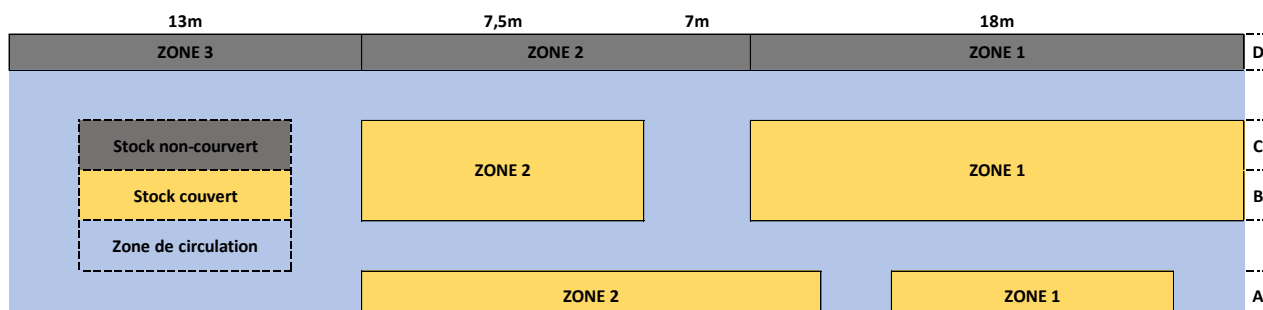 13m 7,5m 7m 18m
ZONE 3 ZONE 2 ZONE 1 D
Stock non-courvert ZONE 2 ZONE 1 C
Stock couvert B
Zone de circulation
ZONE 2 ZONE 1 A